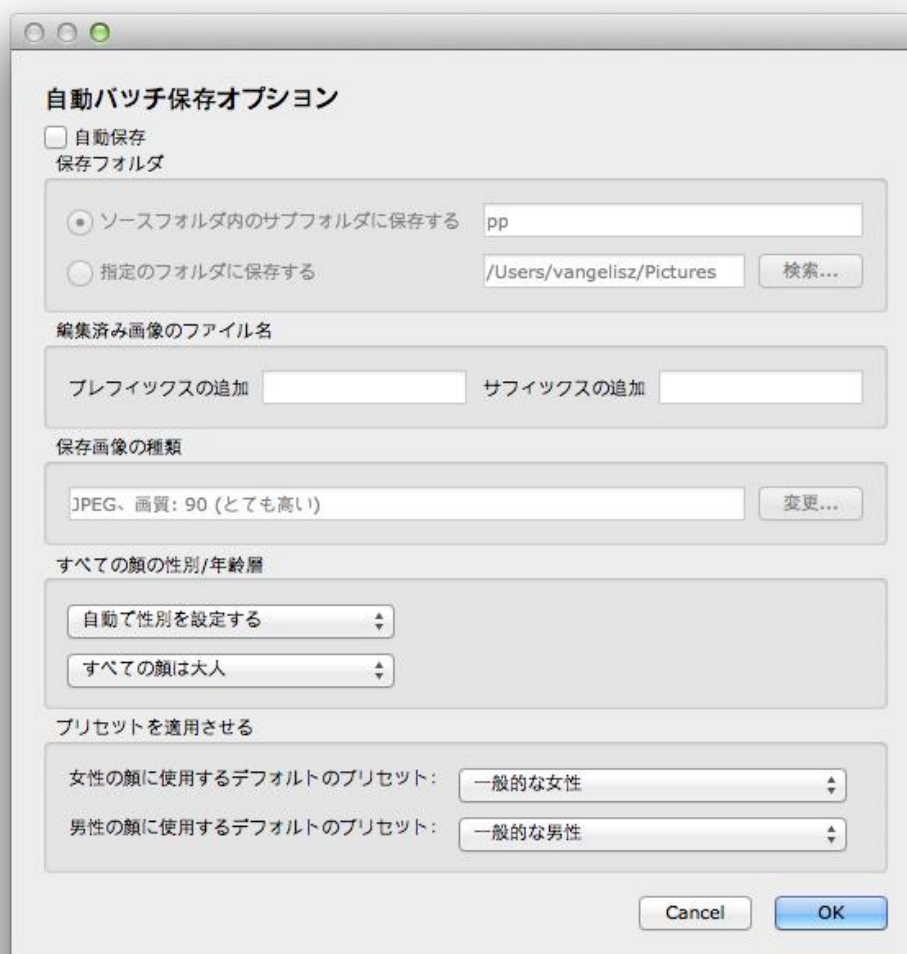 自動バッチ保存オプション
自動保存
保存フォルダ
ソースフォルダ内のサブフォルダに保存する pp
指定のフォルダに保存する /Users/vangelisz/Pictures 検索...
編集済み画像のファイル名
プレフィックスの追加 サフィックスの追加
保存画像の種類
JPEG、画質: 90 (とても高い) 変更...
すべての顔の性別/年齢層
自動で性別を設定する
すべての顔は大人
プリセットを適用させる
女性の顔に使用するデフォルトのプリセット: 一般的な女性
男性の顔に使用するデフォルトのプリセット: 一般的な男性
Cancel OK